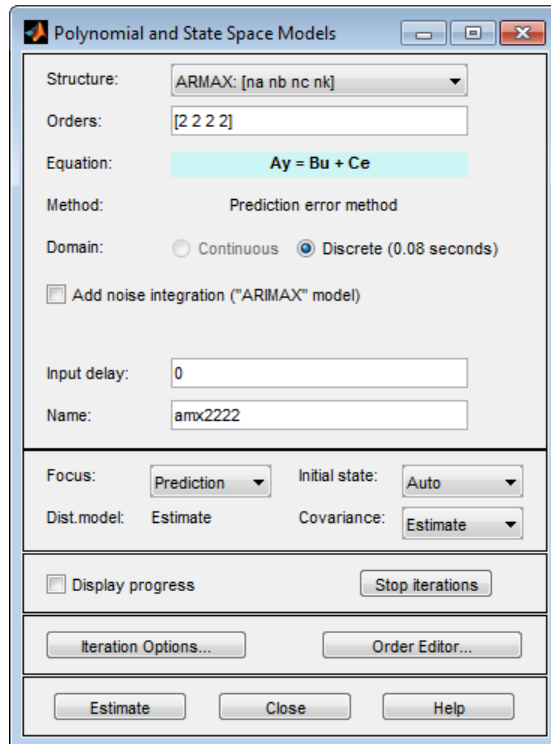 Polynomial and State Space Models
Structure: ARMAX: [na nb nc nk]
Orders: [2 2 2 2]
Equation: Ay = Bu + Ce
Method: Prediction error method
Domain: Continuous Discrete (0.08 seconds)
Add noise integration ("ARIMAX" model)
Input delay: 0
Name: amx2222
Focus: Prediction Initial state: Auto
Dist.model: Estimate Covariance: Estimate
Display progress Stop iterations
Iteration Options... Order Editor...
Estimate Close Help